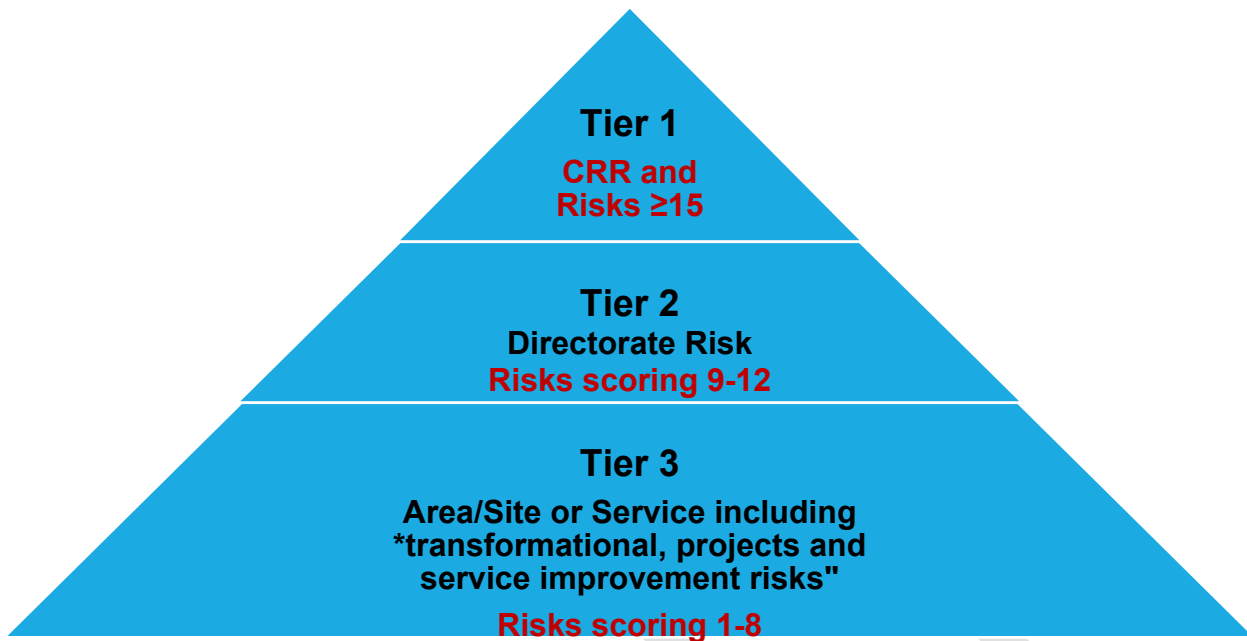 Tier 1
CRR and
Risks ≥15
Tier 2
Directorate Risk
Risks scoring 9-12
Tier 3
Area/Site or Service including
*transformational, projects and
service improvement risks"
Risks scoring 1-8